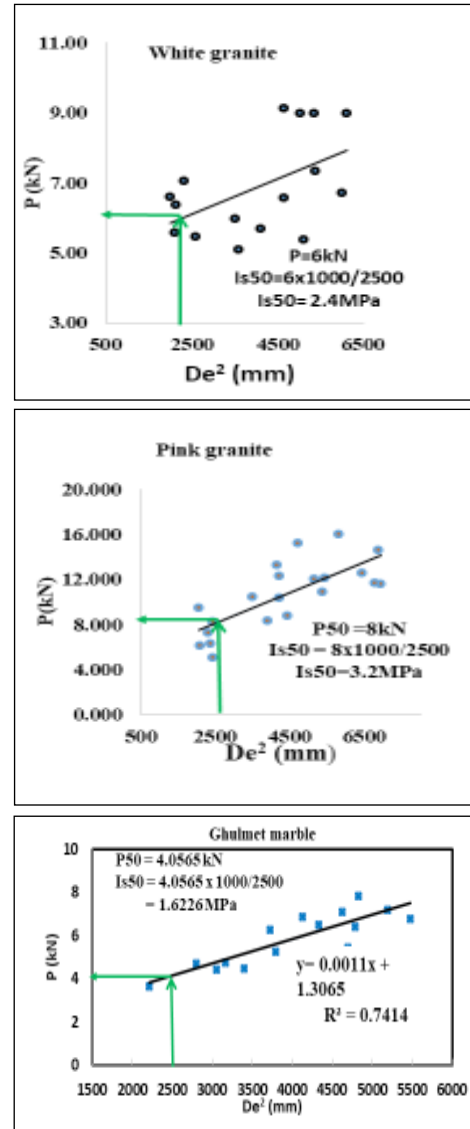 White granite
11.00
9.00
7.00
5.00
3.00
P (kN)
P=6kN
Is50=6x1000/2500
Is50= 2.4MPa
500 2500 4500 6500
De² (mm)
Pink granite
20.000
16.000
12.000
8.000
4.000
0.000
P(kN)
P50 =8kN
Is50 = 8x1000/2500
Is50=3.2MPa
500 2500 4500 6500
De² (mm)
Ghulmet marble
P50 = 4.0565 kN
Is50 = 4.0565 x 1000/2500
= 1.6226 MPa
10
8
6
4
2
0
P (kN)
y= 0.0011x +
1.3065
R² = 0.7414
1500 2000 2500 3000 3500 4000 4500 5000 5500 6000
De² (mm)